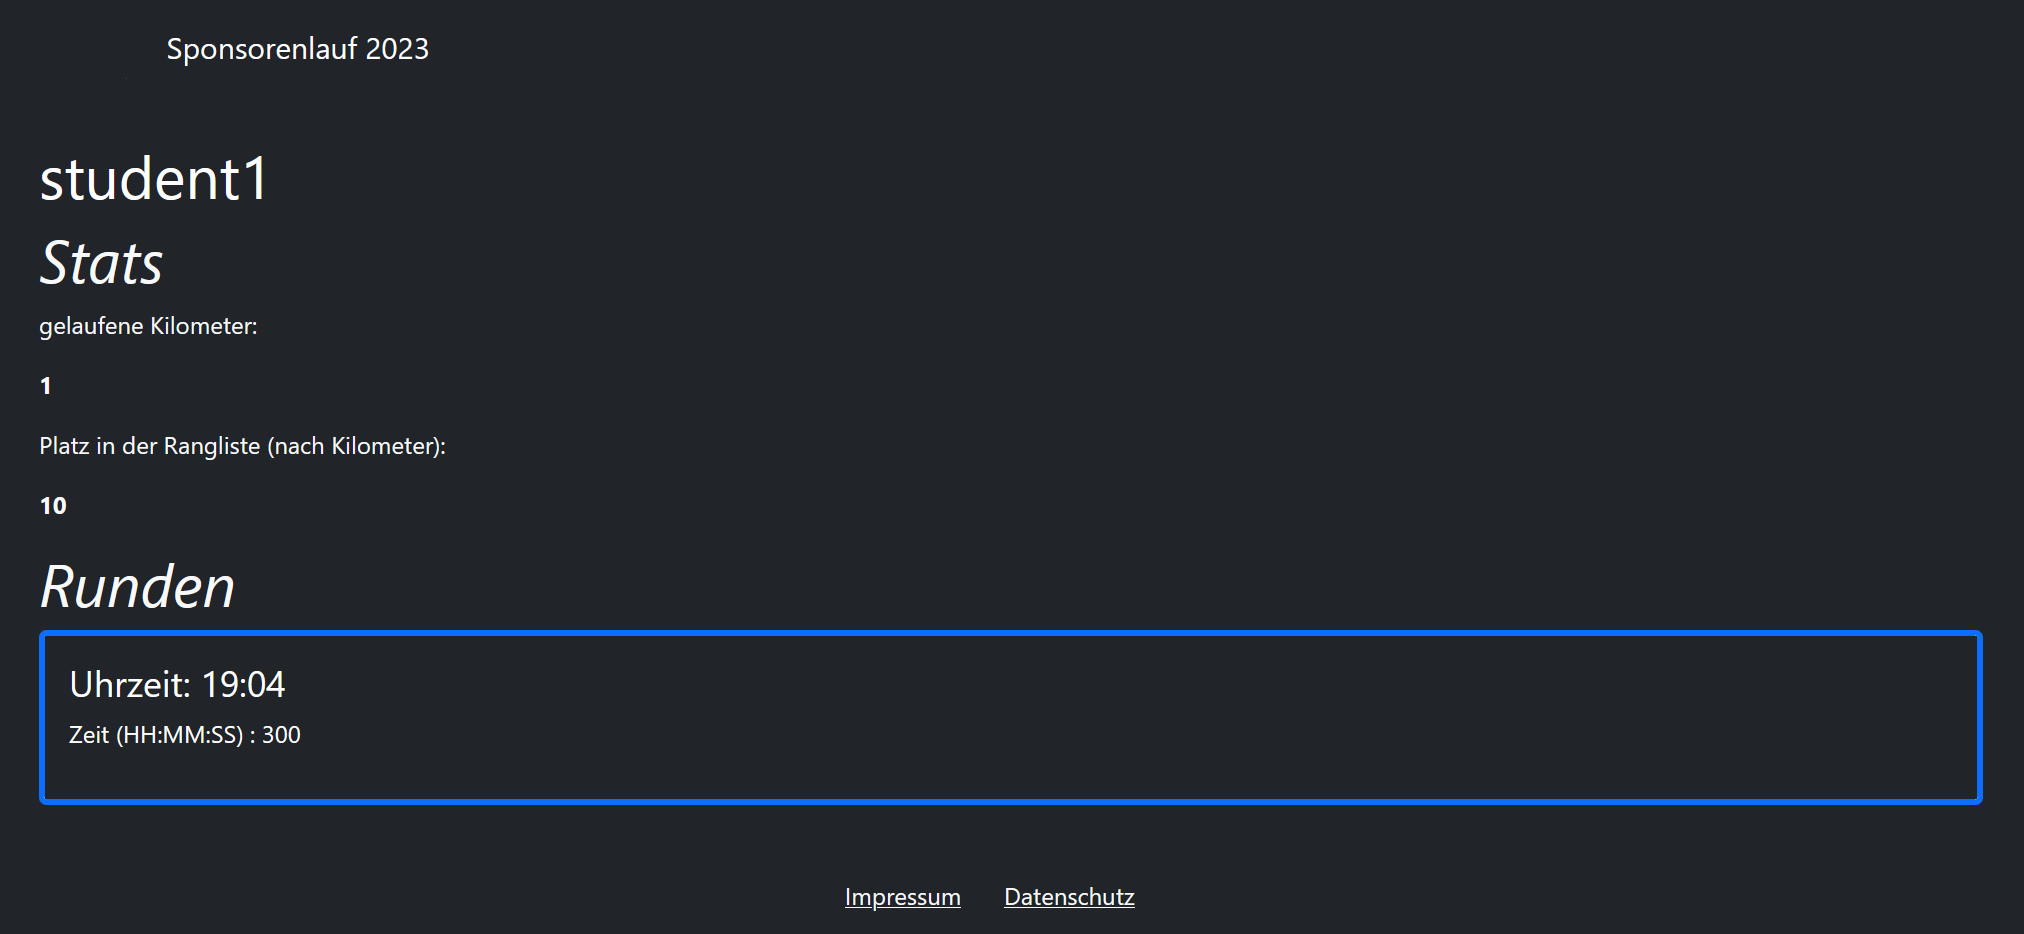 Sponsorenlauf 2023
student1
Stats
gelaufene Kilometer:
1
Platz in der Rangliste (nach Kilometer):
10
Runden
Uhrzeit: 19:04
Zeit (HH:MM:SS) : 300
Impressum Datenschutz